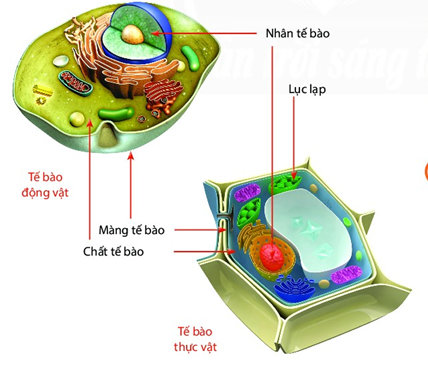 Nhân tế bào
Lục lạp
Tế bào
động vật
Màng tế bào
Chất tế bào
Tế bào
thực vật